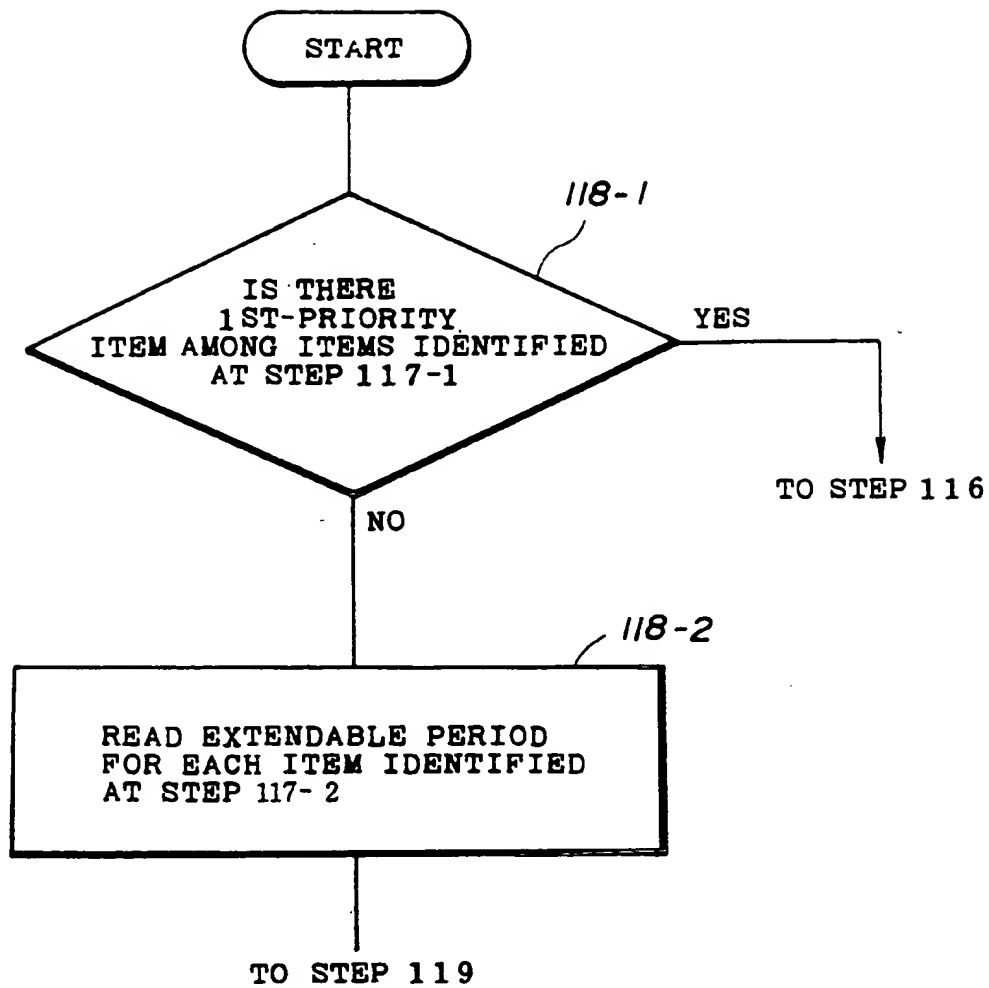 START
118-1
IS THERE
1ST-PRIORITY
ITEM AMONG ITEMS IDENTIFIED
AT STEP 117-1
YES
TO STEP 116
NO
118-2
READ EXTENDABLE PERIOD
FOR EACH ITEM IDENTIFIED
AT STEP 117-2
TO STEP 119